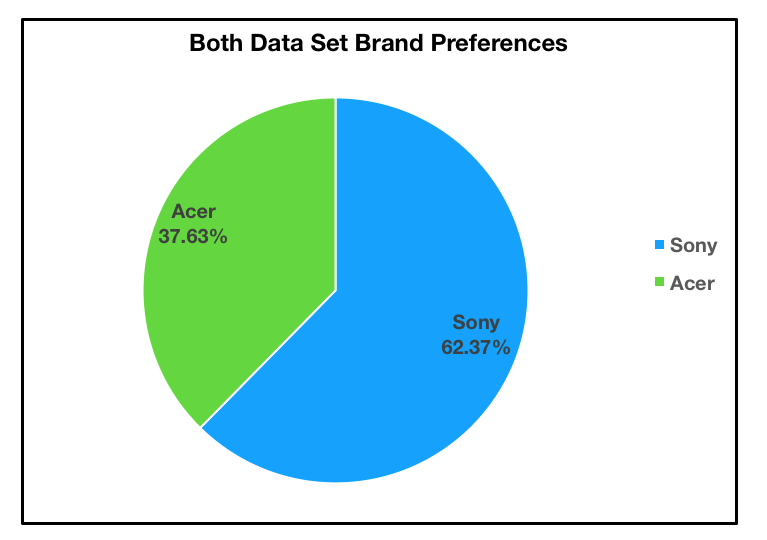 Both Data Set Brand Preferences
Acer
37.63%
Sony
62.37%
Sony
Acer